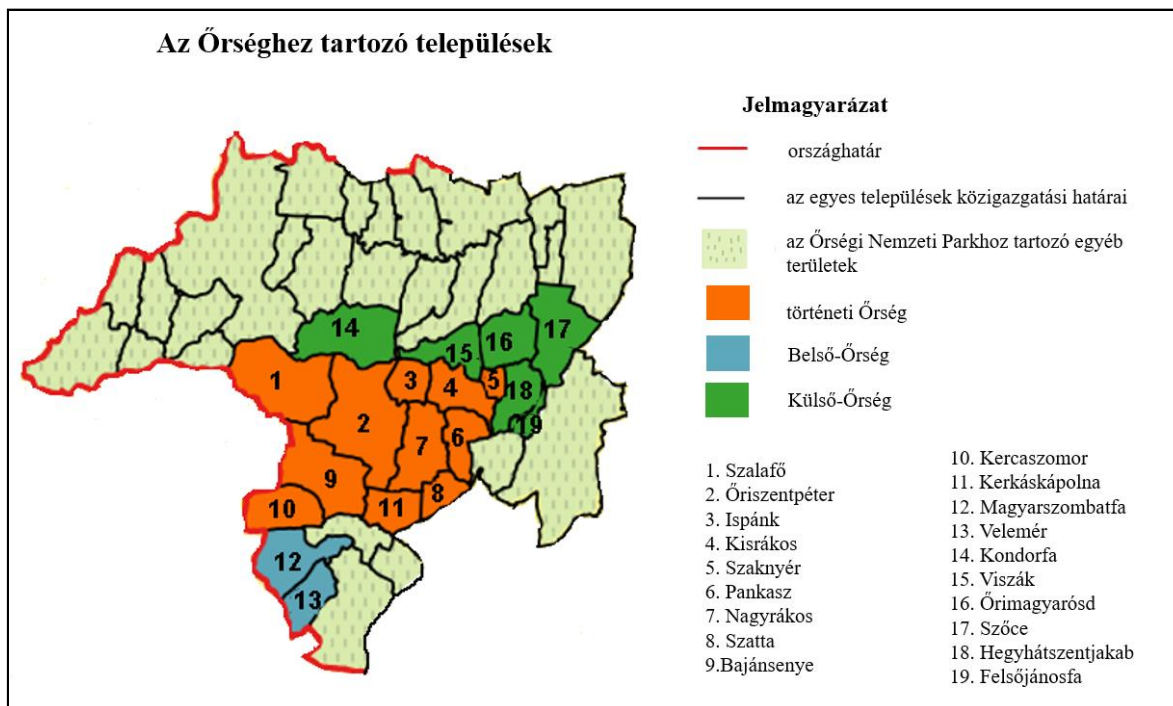 Az Őrséghez tartozó települések
Jelmagyarázat
országhatár
az egyes települések közigazgatási határai
az Őrségi Nemzeti Parkhoz tartozó egyéb
területek
történeti Őrség
Belső-Őrség
Külső-Őrség
14
15
16
17
1
3
4
5
18
2
19
7
6
9
8
10
11
12
13
1. Szalafő
2. Őriszentpéter
3. Ispánk
4. Kisrákos
5. Szaknyér
6. Pankasz
7. Nagyrákos
8. Szatta
9.Bajánsenye
10. Kercaszomor
11. Kerkáskápolna
12. Magyarszombatfa
13. Velemér
14. Kondorfa
15. Viszák
16. Őrimagyarósd
17. Szőce
18. Hegyhátszentjakab
19. Felsőjánosfa